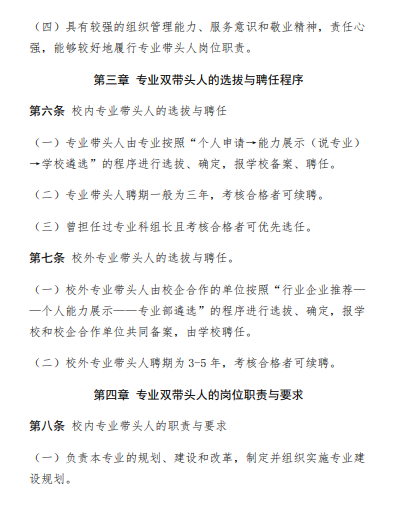 （四）具有较强的组织管理能力、服务意识和敬业精神，责任心
强，能够较好地履行专业带头人岗位职责。
第三章 专业双带头人的选拔与聘任程序
第六条 校内专业带头人的选拔与聘任
（一）专业带头人由专业按照“个人申请→能力展示（说专业）
→学校遴选”的程序进行选拔、确定，报学校备案、聘任。
（二）专业带头人聘期一般为三年，考核合格者可续聘。
（三）曾担任过专业科组长且考核合格者可优先选任。
第七条 校外专业带头人的选拔与聘任。
（一）校外专业带头人由校企合作的单位按照“行业企业推荐—
—个人能力展示——专业部遴选”的程序进行选拔、确定，报学
校和校企合作单位共同备案，由学校聘任。
（二）校外专业带头人聘期为 3-5 年，考核合格者可续聘。
第四章 专业双带头人的岗位职责与要求
第八条 校内专业带头人的职责与要求
（一）负责本专业的规划、建设和改革，制定并组织实施专业建
设规划。